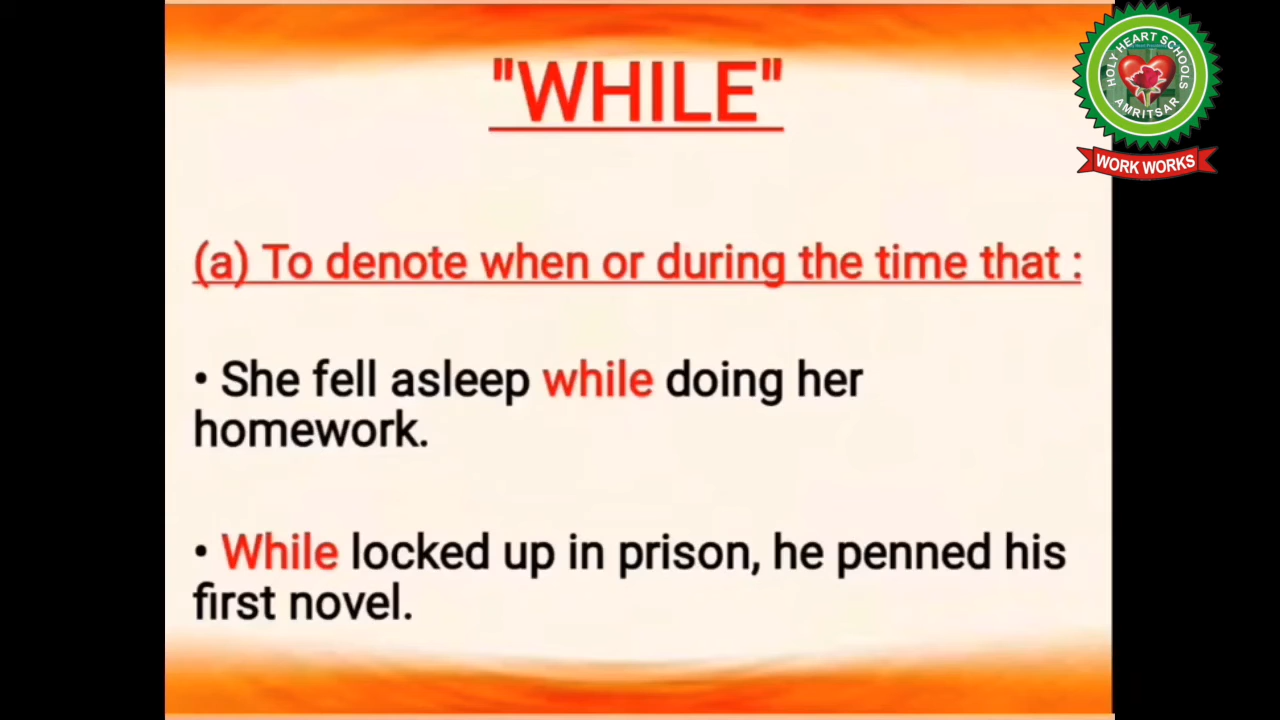 "WHILE"
HOLY HEART SCHOOLS
AMRITSAR
WORK WORKS
(a) To denote when or during the time that :
• She fell asleep while doing her
homework.
• While locked up in prison, he penned his
first novel.